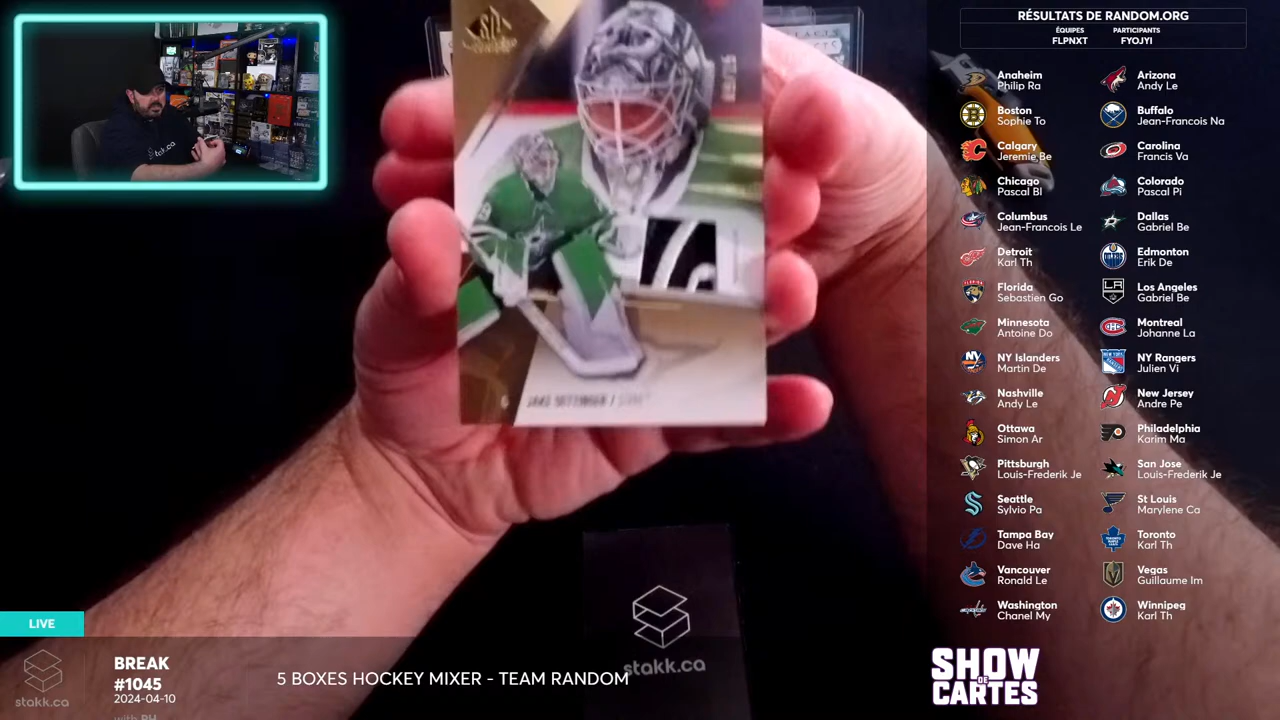 RÉSULTATS DE RANDOM.ORG
ÉQUIPES
FLPNXT
PARTICIPANTS
FYOJYI
Anaheim
Philip Ra
Arizona
Andy Le
Boston
Sophie To
Buffalo
Jean-Francois Na
Calgary
Jeremie Be
Carolina
Francis Va
Chicago
Pascal Bl
Colorado
Pascal Pi
Columbus
Jean-Francois Le
Dallas
Gabriel Be
Detroit
Karl Th
Edmonton
Erik De
Florida
Sebastien Go
Los Angeles
Gabriel Be
Minnesota
Antoine Do
Montreal
Johanne La
NY Islanders
Martin De
NY Rangers
Julien Vi
Nashville
Andy Le
New Jersey
Andre Pe
Ottawa
Simon Ar
Philadelphia
Karim Ma
Pittsburgh
Louis-Frederik Je
San Jose
Louis-Frederik Je
Seattle
Sylvio Pa
St Louis
Marylene Ca
Tampa Bay
Dave Ha
Toronto
Karl Th
Vancouver
Ronald Le
Vegas
Guillaume Im
Washington
Chanel My
Winnipeg
Karl Th
stakk.ca
LIVE
stakk.ca
BREAK
#1045
2024-04-10
5 BOXES HOCKEY MIXER - TEAM RANDOM
stakk.ca
SHOW
DE
CARTES